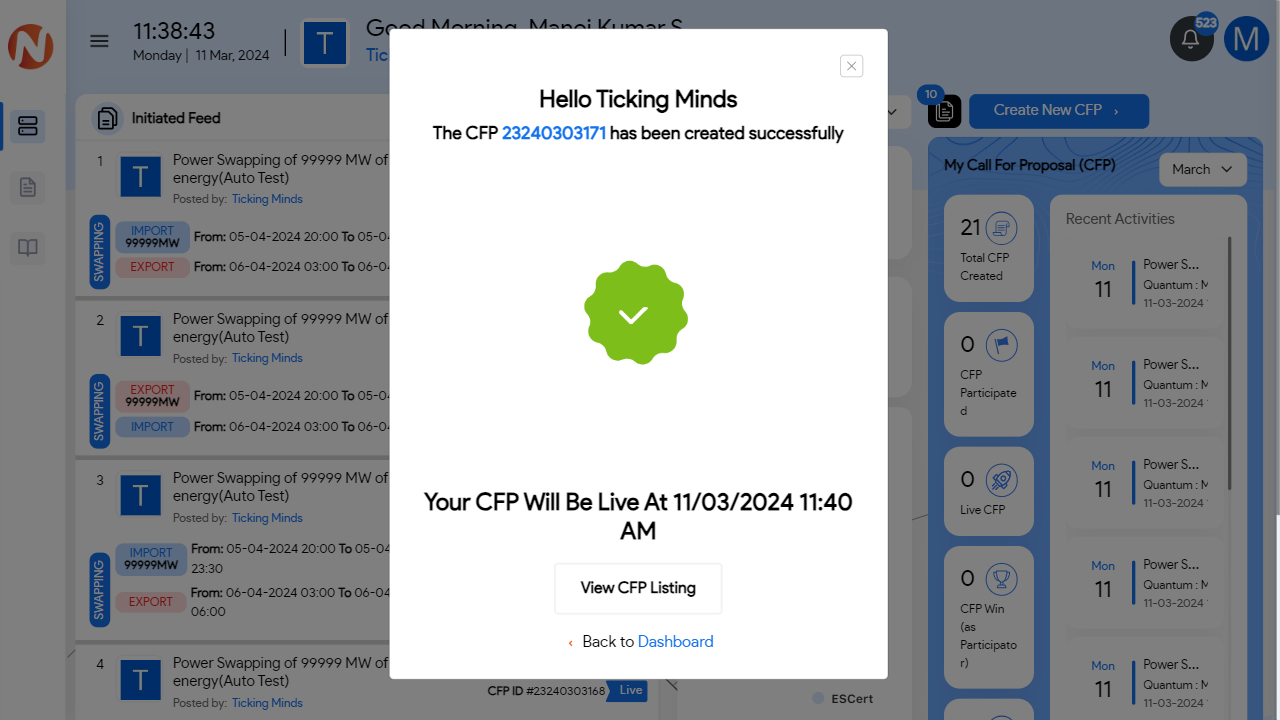 11:38:43
Monday | 11 Mar, 2024
T
Good Morning, Manoj Kumar S
523
M
Initiated Feed
1
T
Power Swapping of 99999 MW of
energy(Auto Test)
Posted by: Ticking Minds
SWAPPING
IMPORT
99999MW
From: 05-04-2024 20:00 To 05-04
EXPORT
From: 06-04-2024 03:00 To 06-04
2
T
Power Swapping of 99999 MW of
energy(Auto Test)
Posted by: Ticking Minds
SWAPPING
EXPORT
99999MW
From: 05-04-2024 20:00 To 05-04
IMPORT
From: 06-04-2024 03:00 To 06-04
3
T
Power Swapping of 99999 MW of
energy(Auto Test)
Posted by: Ticking Minds
SWAPPING
IMPORT
99999MW
From: 05-04-2024 20:00 To 05-04
23:30
EXPORT
From: 06-04-2024 03:00 To 06-04
06:00
4
T
Power Swapping of 99999 MW of
energy(Auto Test)
Posted by: Ticking Minds
CFP ID #23240303168 Live
Hello Ticking Minds
The CFP 23240303171 has been created successfully
Your CFP Will Be Live At 11/03/2024 11:40
AM
View CFP Listing
‹ Back to Dashboard
ESCert
10
Create New CFP ›
My Call For Proposal (CFP)
March
21
Total CFP
Created
0
CFP
Participate
d
0
Live CFP
0
CFP Win
(as
Participato
r)
Recent Activities
Mon
11
Power S...
Quantum : M
11-03-2024
Mon
11
Power S...
Quantum : M
11-03-2024
Mon
11
Power S...
Quantum : M
11-03-2024
Mon
11
Power S...
Quantum : M
11-03-2024
Mon
11
Power S...
Quantum : M
11-03-2024